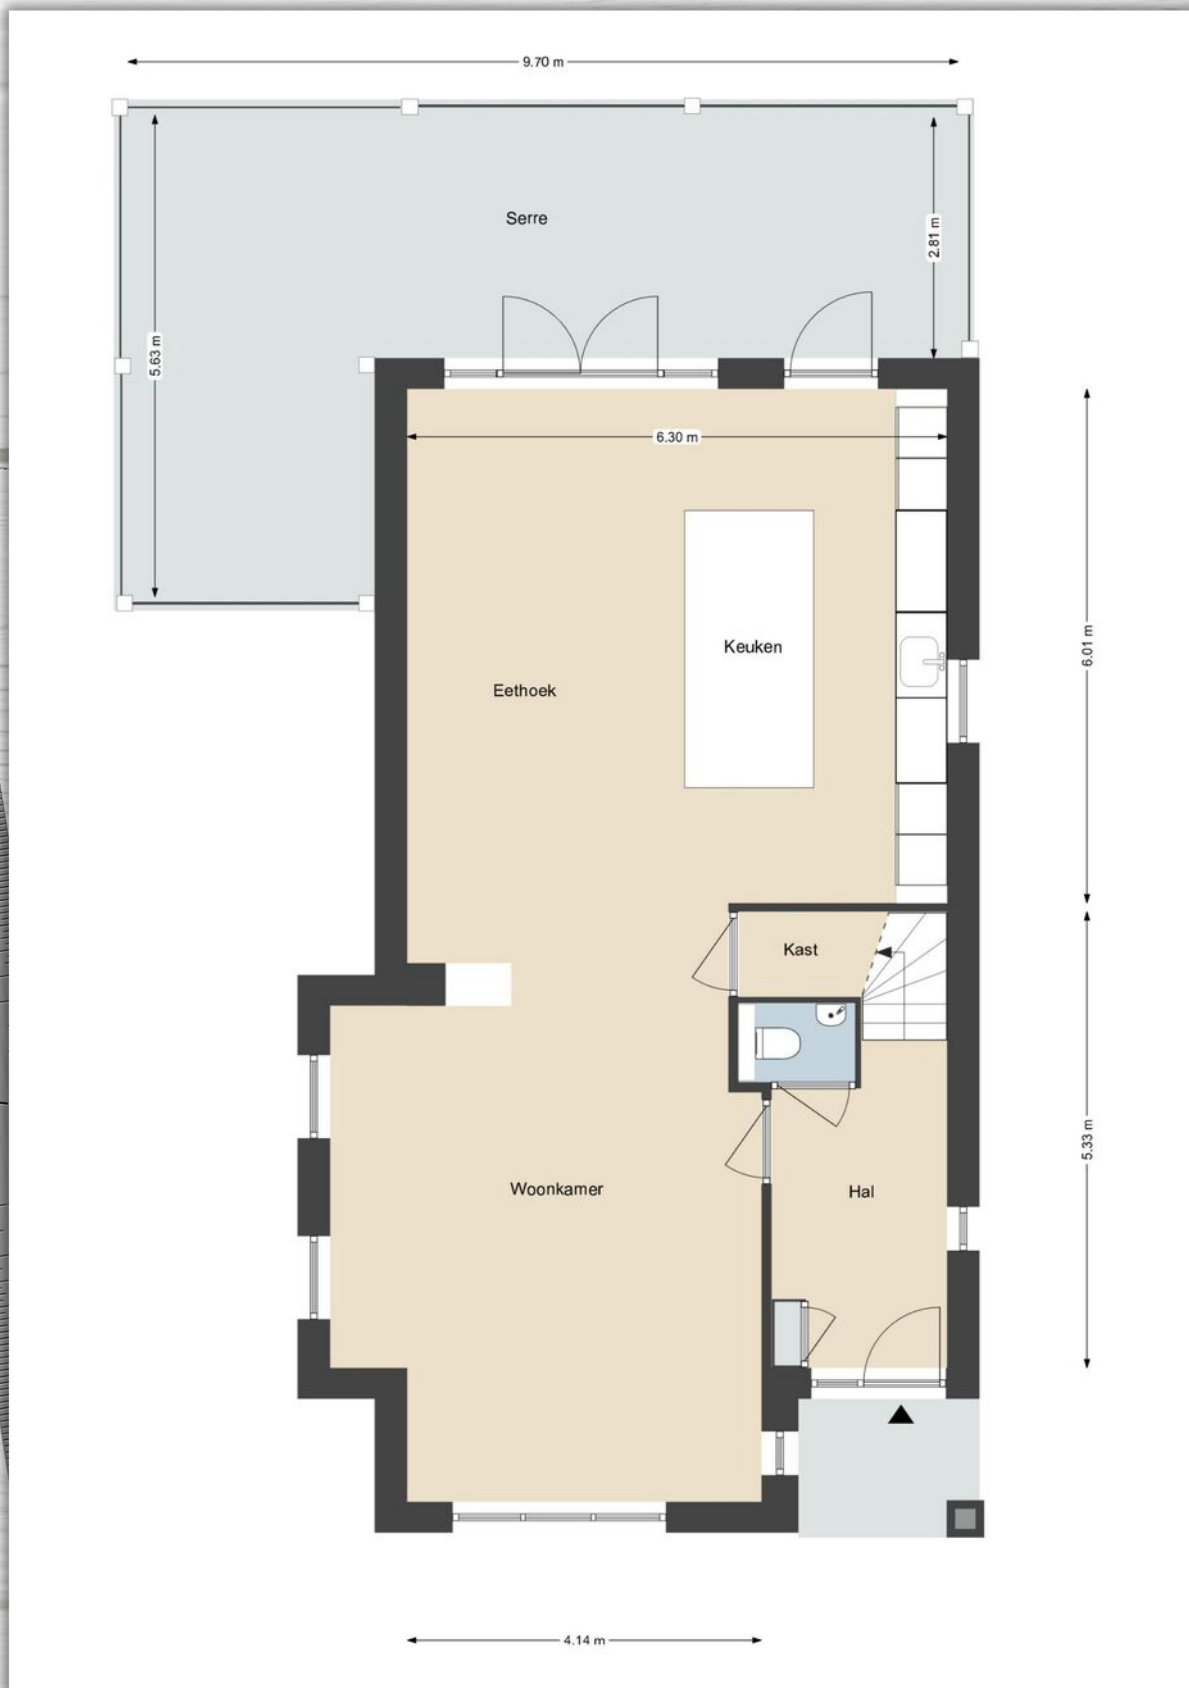 9.70 m
Serre
2.81 m
5.63 m
6.30 m
6.01 m
Keuken
Eethoek
Kast
5.33 m
Woonkamer
Hal
4.14 m